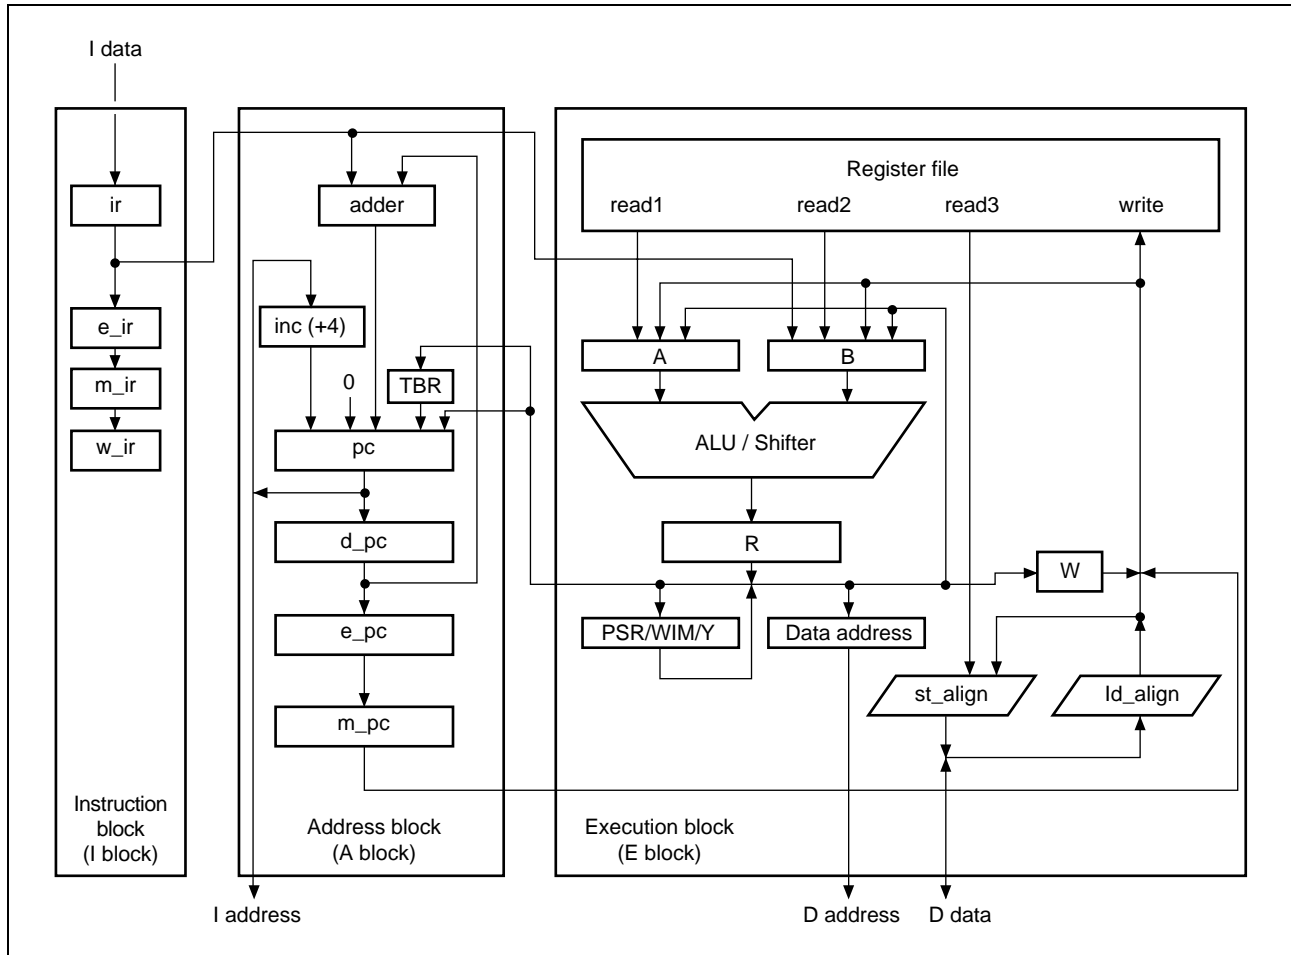 I data
Register file
ir
adder
read1 read2 read3 write
e_ir
inc (+4)
A
B
m_ir
0
TBR
w_ir
pc
ALU / Shifter
d_pc
R
W
e_pc
PSR/WIM/Y
Data address
st_align
ld_align
m_pc
Instruction
block
(I block)
Address block
(A block)
Execution block
(E block)
I address
D address
D data